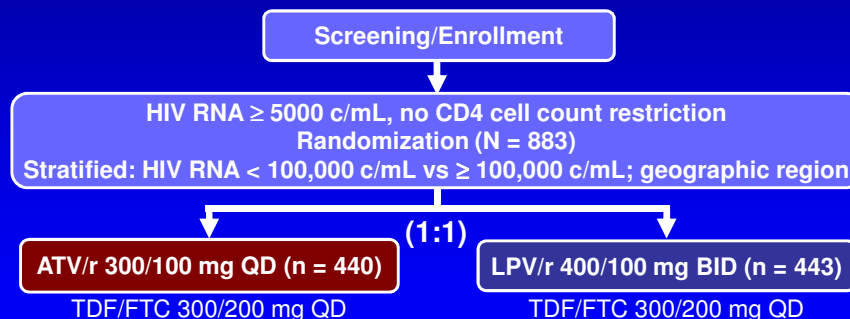 Screening/Enrollment
HIV RNA ≥ 5000 c/mL, no CD4 cell count restriction
Randomization (N = 883)
Stratified: HIV RNA < 100,000 c/mL vs ≥ 100,000 c/mL; geographic region
(1:1)
ATV/r 300/100 mg QD (n = 440)
LPV/r 400/100 mg BID (n = 443)
TDF/FTC 300/200 mg QD
TDF/FTC 300/200 mg QD